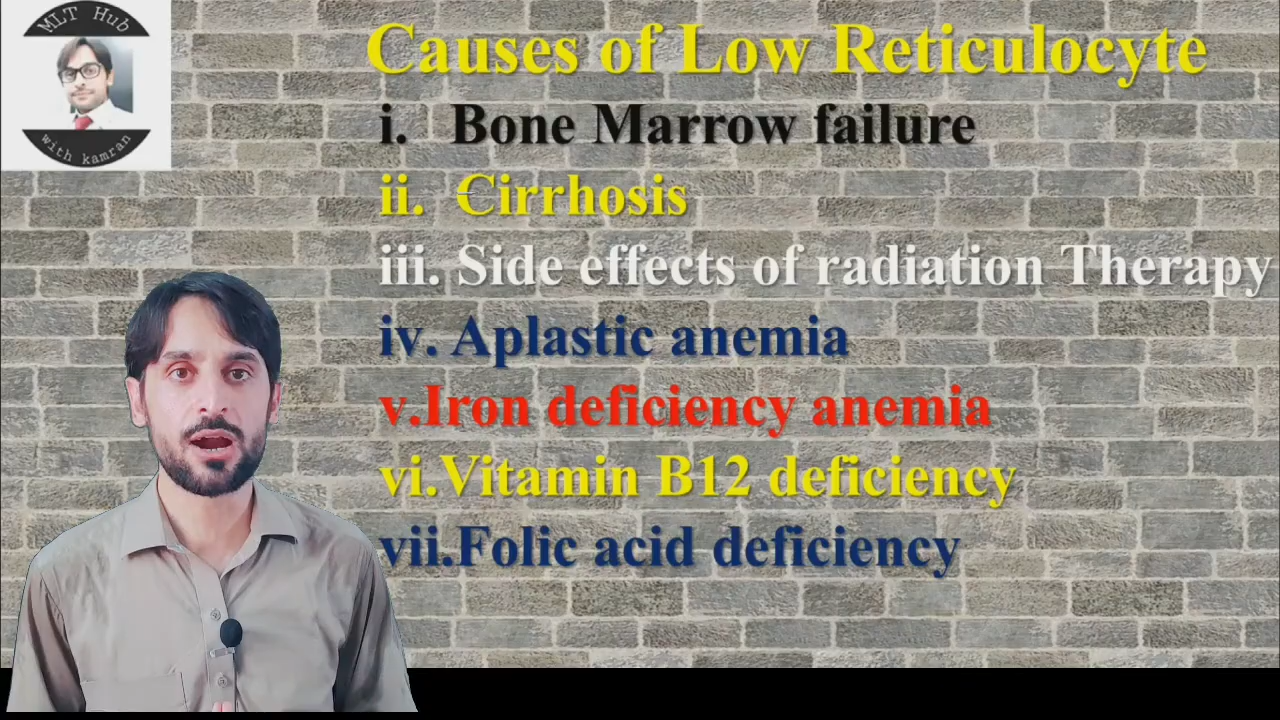 MLT Hub
with kamran
Causes of Low Reticulocyte
i. Bone Marrow failure
ii. Cirrhosis
iii. Side effects of radiation Therapy
iv. Aplastic anemia
v.Iron deficiency anemia
vi.Vitamin B12 deficiency
vii.Folic acid deficiency